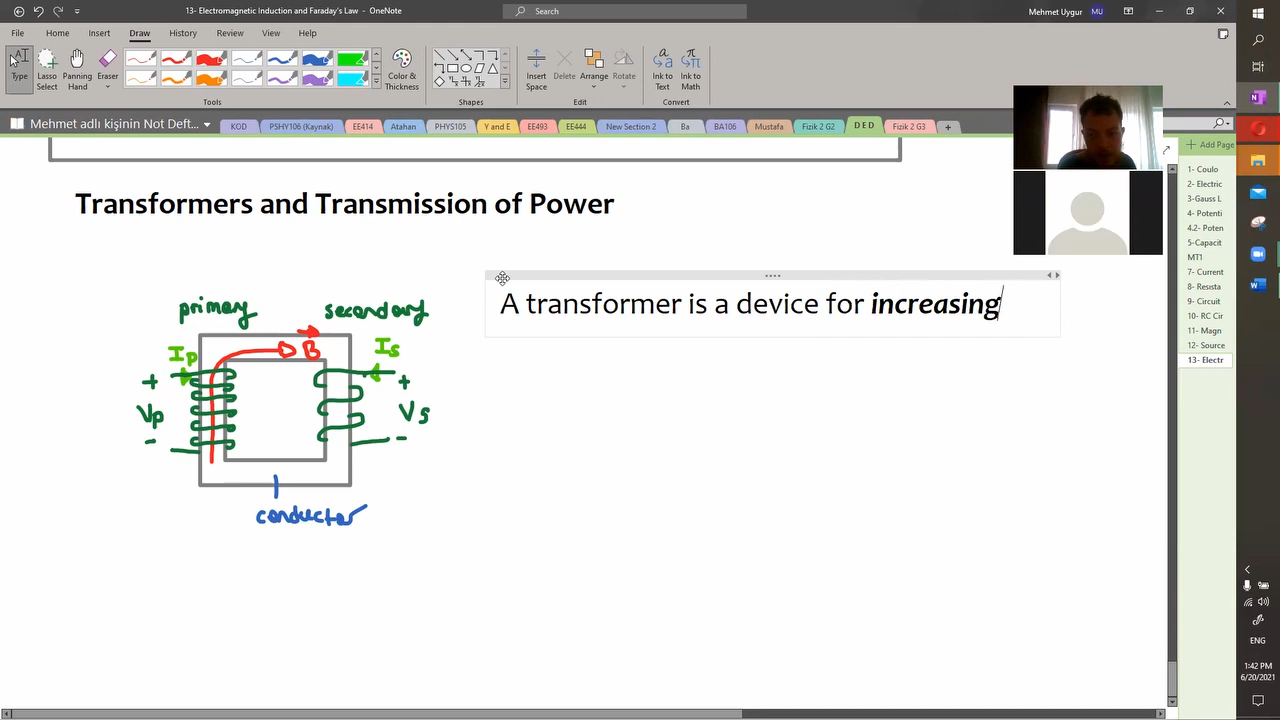 13- Electromagnetic Induction and Faraday's Law - OneNote
Search
Mehmet Uygur
MU
File
Home
Insert
Draw
History
Review
View
Help
Type
Lasso Select
Panning Hand
Eraser
Color & Thickness
Insert Space
Delete
Arrange
Rotate
Ink to Text
Ink to Math
Tools
Shapes
Edit
Convert
Mehmet adlı kişinin Not Deft...
KOD
PSHY106 (Kaynak)
EE414
Atahan
PHYS105
Y and E
EE493
EE444
New Section 2
Ba
BA106
Mustafa
Fizik 2 G2
D E D
Fizik 2 G3
Add Page
1- Coulo
2- Electric
3-Gauss L
4- Potenti
4.2- Poten
5-Capacit
MT1
7- Current
8- Resista
9- Circuit
10- RC Cir
11- Magn
12- Source
13- Electr
Transformers and Transmission of Power
A transformer is a device for increasing
primary
secondary
B
Ip
Is
+
+
Vp
Vs
-
-
conductor
ENG
1:42 PM
6/20/2021